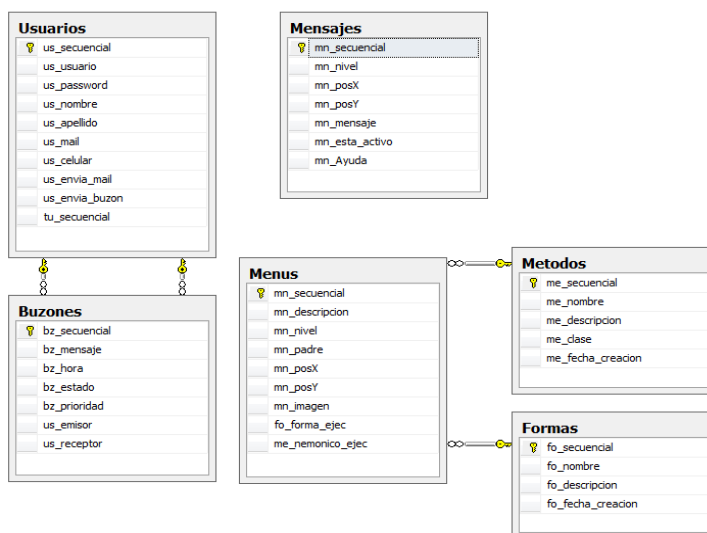 Usuarios
us_secuencial
us_usuario
us_password
us_nombre
us_apellido
us_mail
us_celular
us_envia_mail
us_envia_buzon
tu_secuencial
Mensajes
mn_secuencial
mn_nivel
mn_posX
mn_posY
mn_mensaje
mn_esta_activo
mn_Ayuda
Buzones
bz_secuencial
bz_mensaje
bz_hora
bz_estado
bz_prioridad
us_emisor
us_receptor
Menus
mn_secuencial
mn_descripcion
mn_nivel
mn_padre
mn_posX
mn_posY
mn_imagen
fo_forma_ejec
me_nemonico_ejec
Metodos
me_secuencial
me_nombre
me_descripcion
me_clase
me_fecha_creacion
Formas
fo_secuencial
fo_nombre
fo_descripcion
fo_fecha_creacion